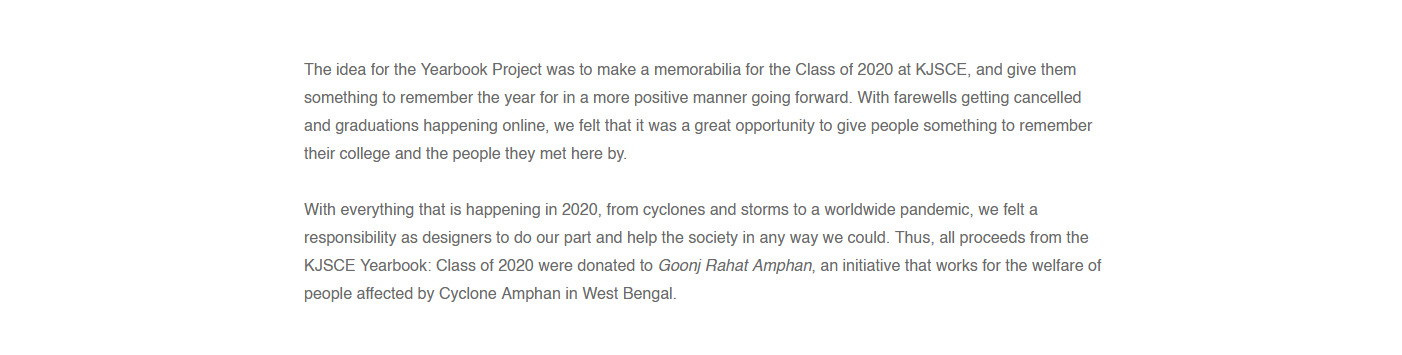 The idea for the Yearbook Project was to make a memorabilia for the Class of 2020 at KJSCE, and give them
something to remember the year for in a more positive manner going forward. With farewells getting cancelled
and graduations happening online, we felt that it was a great opportunity to give people something to remember
their college and the people they met here by.
With everything that is happening in 2020, from cyclones and storms to a worldwide pandemic, we felt a
responsibility as designers to do our part and help the society in any way we could. Thus, all proceeds from the
KJSCE Yearbook: Class of 2020 were donated to Goonj Rahat Amphan, an initiative that works for the welfare of
people affected by Cyclone Amphan in West Bengal.